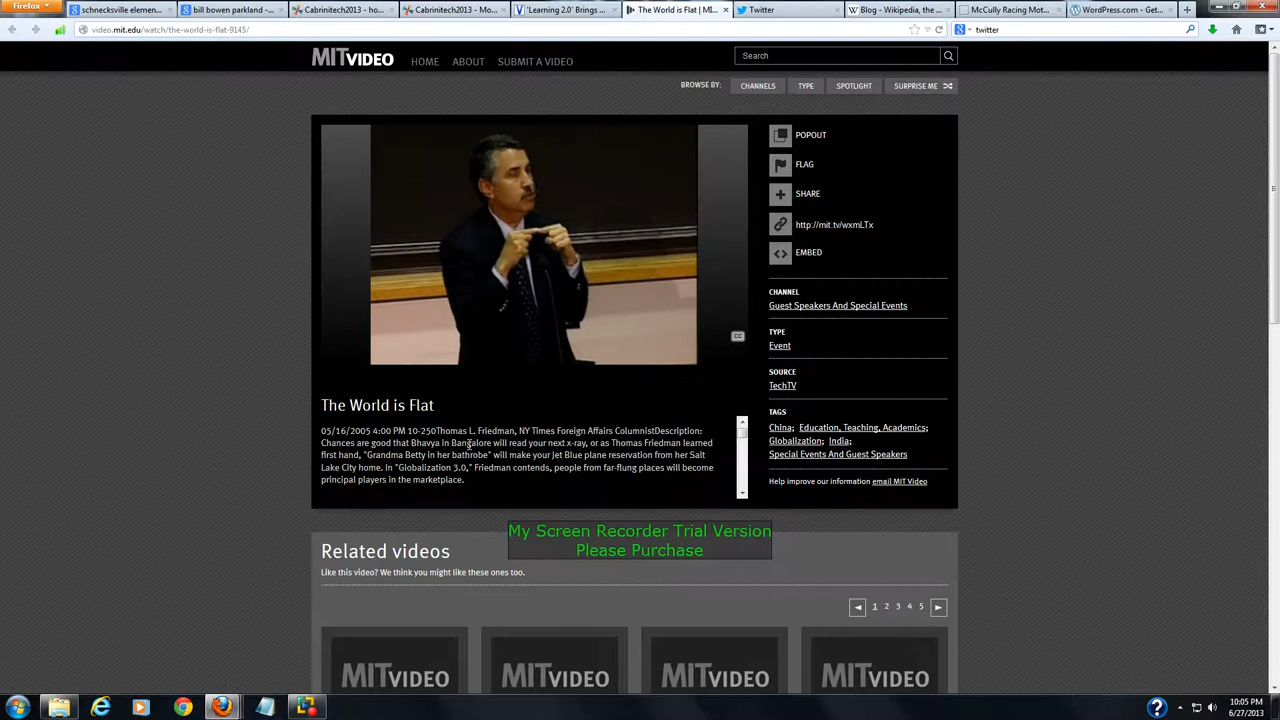 Firefox
schnecksville elemen...
bill bowen parkland - ...
Cabrinitech2013 - ho...
Cabrinitech2013 - Mo...
'Learning 2.0' Brings ...
The World is Flat | MI...
Twitter
Blog - Wikipedia, the ...
McCully Racing Mot...
WordPress.com - Get...
video.mit.edu/watch/the-world-is-flat-9145/
twitter
MITVIDEO HOME ABOUT SUBMIT A VIDEO
Search
BROWSE BY: CHANNELS TYPE SPOTLIGHT SURPRISE ME
POPOUT
FLAG
SHARE
http://mit.tv/wxmLTx
EMBED
CC
CHANNEL
Guest Speakers And Special Events
TYPE
Event
SOURCE
TechTV
TAGS
China; Education, Teaching, Academics;
Globalization; India;
Special Events And Guest Speakers
Help improve our information email MIT Video
The World is Flat
05/16/2005 4:00 PM 10-250Thomas L. Friedman, NY Times Foreign Affairs ColumnistDescription:
Chances are good that Bhavya in Bangalore will read your next x-ray, or as Thomas Friedman learned
first hand, "Grandma Betty in her bathrobe" will make your Jet Blue plane reservation from her Salt
Lake City home. In "Globalization 3.0," Friedman contends, people from far-flung places will become
principal players in the marketplace.
My Screen Recorder Trial Version
Please Purchase
Related videos
Like this video? We think you might like these ones too.
1 2 3 4 5
MITVIDEO MITVIDEO MITVIDEO MITVIDEO
10:05 PM
6/27/2013